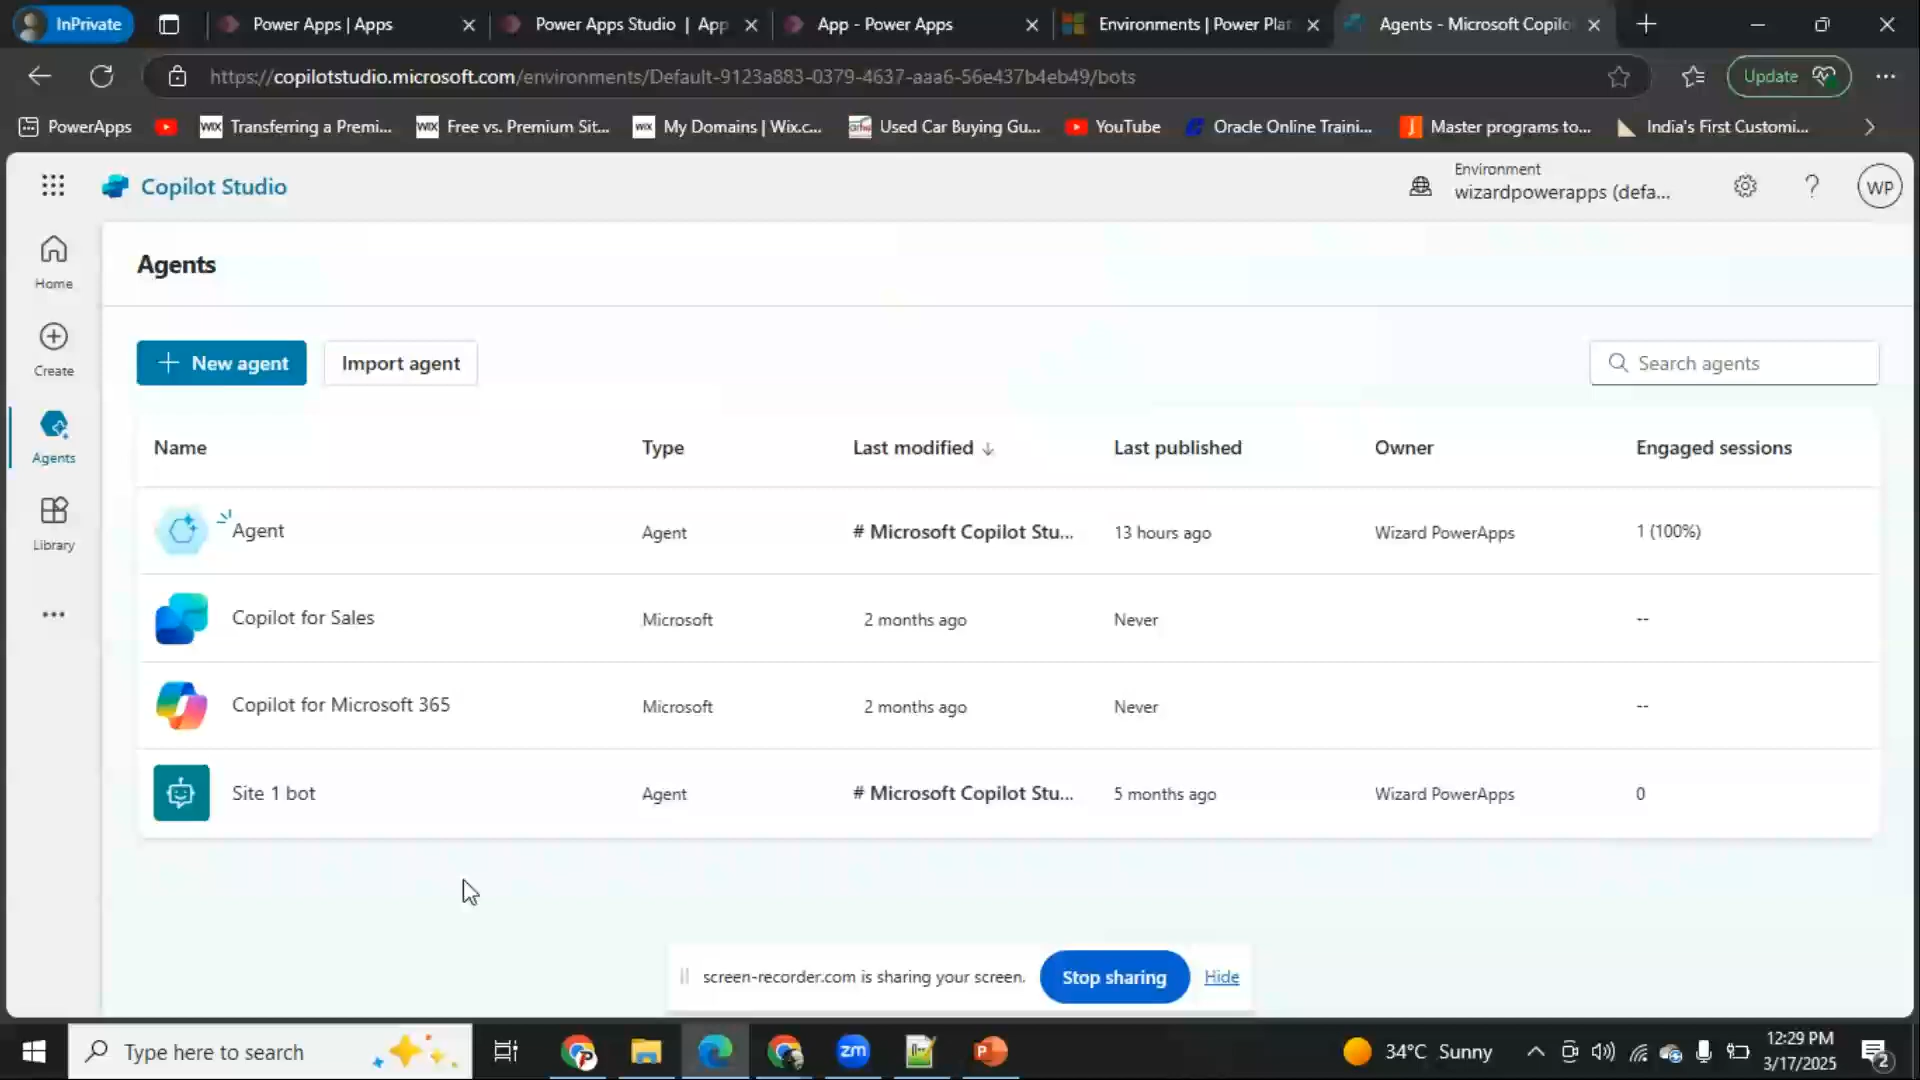 InPrivate
Power Apps | Apps
Power Apps Studio | App
App - Power Apps
Environments | Power Plat
Agents - Microsoft Copilo
https://copilotstudio.microsoft.com/environments/Default-9123a883-0379-4637-aaa6-56e437b4eb49/bots
Update
PowerApps
WIX Transferring a Premi...
WIX Free vs. Premium Sit...
WIX My Domains | Wix.c...
Used Car Buying Gu...
YouTube
Oracle Online Traini...
Master programs to...
India's First Customi...
Copilot Studio
Environment
wizardpowerapps (defa...
WP
Home
Create
Agents
Library
Agents
New agent
Import agent
Search agents
Name Type Last modified ↓ Last published Owner Engaged sessions
Agent Agent # Microsoft Copilot Stu... 13 hours ago Wizard PowerApps 1 (100%)
Copilot for Sales Microsoft 2 months ago Never --
Copilot for Microsoft 365 Microsoft 2 months ago Never --
Site 1 bot Agent # Microsoft Copilot Stu... 5 months ago Wizard PowerApps 0
screen-recorder.com is sharing your screen.
Stop sharing
Hide
Type here to search
zm
34°C Sunny
12:29 PM
3/17/2025
2